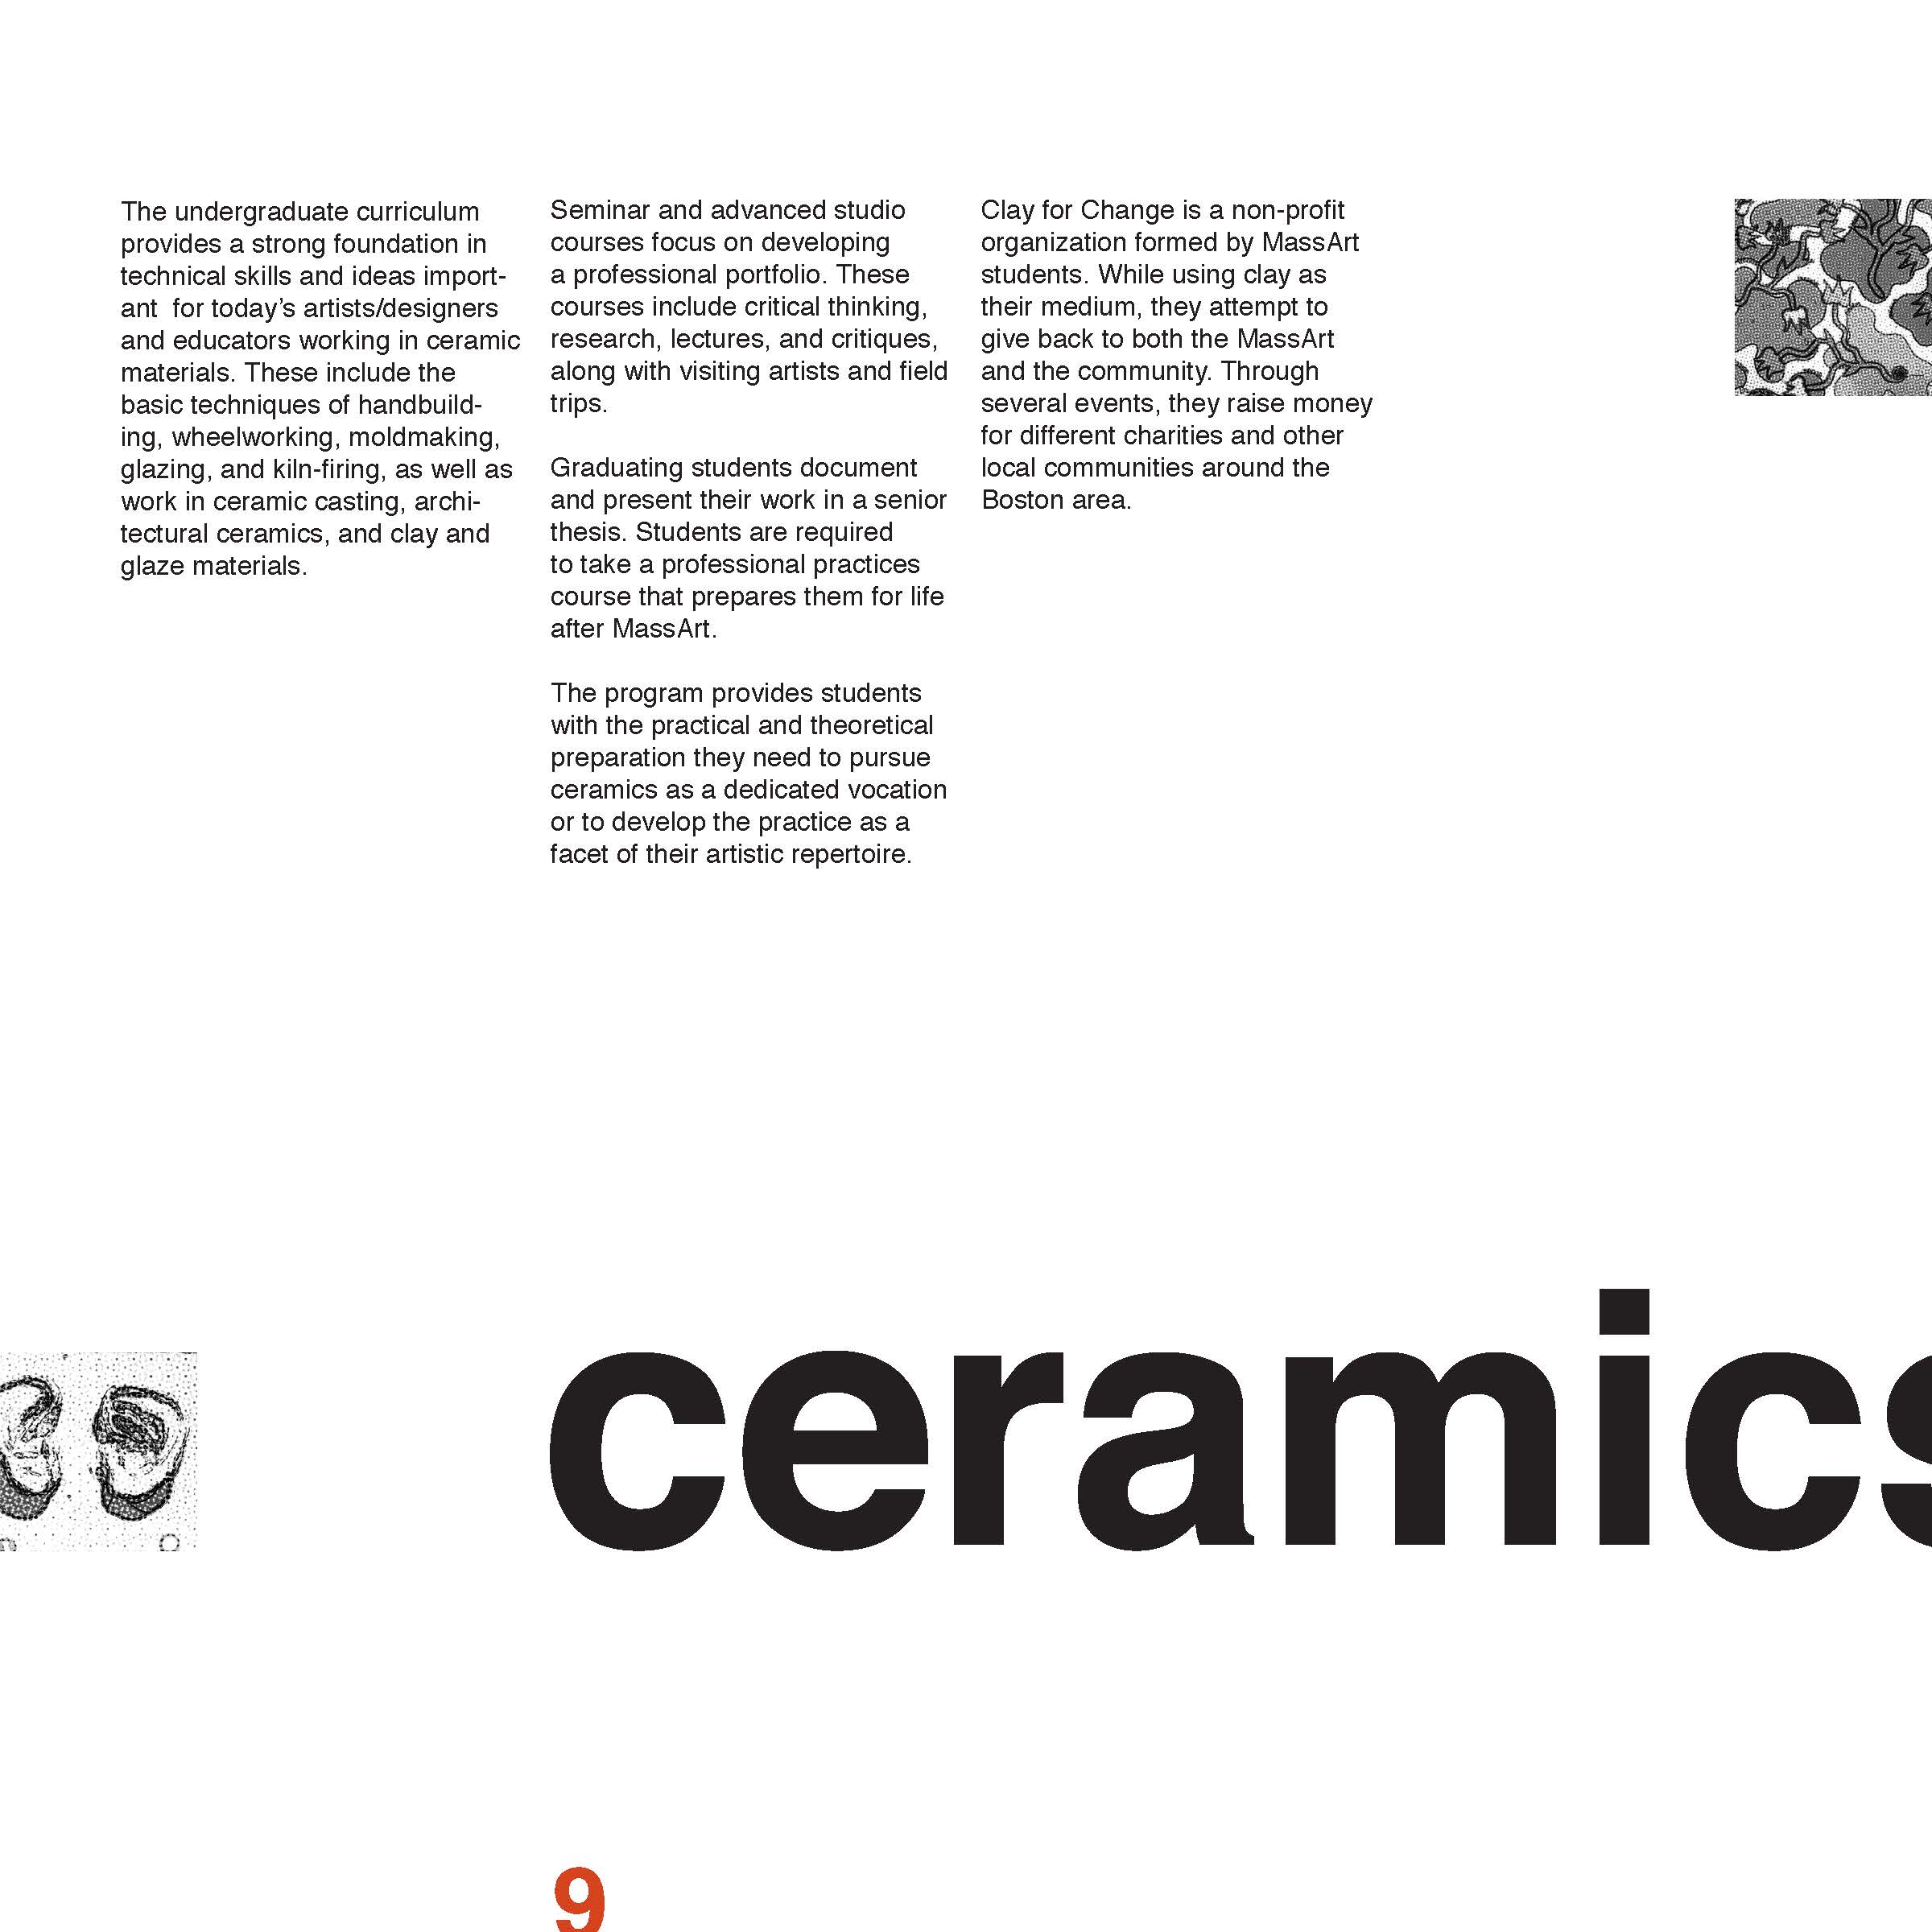 The undergraduate curriculum
provides a strong foundation in
technical skills and ideas import-
ant  for today’s artists/designers
and educators working in ceramic
materials. These include the
basic techniques of handbuild-
ing, wheelworking, moldmaking,
glazing, and kiln-firing, as well as
work in ceramic casting, archi-
tectural ceramics, and clay and
glaze materials.
Seminar and advanced studio
courses focus on developing
a professional portfolio. These
courses include critical thinking,
research, lectures, and critiques,
along with visiting artists and field
trips.
Graduating students document
and present their work in a senior
thesis. Students are required
to take a professional practices
course that prepares them for life
after MassArt.
The program provides students
with the practical and theoretical
preparation they need to pursue
ceramics as a dedicated vocation
or to develop the practice as a
facet of their artistic repertoire.
Clay for Change is a non-profit
organization formed by MassArt
students. While using clay as
their medium, they attempt to
give back to both the MassArt
and the community. Through
several events, they raise money
for different charities and other
local communities around the
Boston area.
ceramics
9